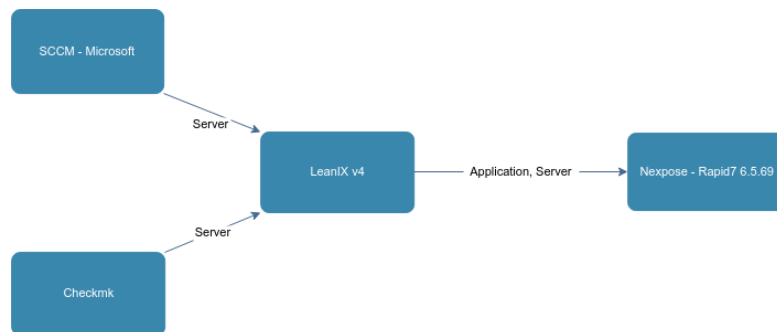 SCCM - Microsoft
Server
LeanIX v4
Application, Server
Nexpose - Rapid7 6.5.69
Server
Checkmk